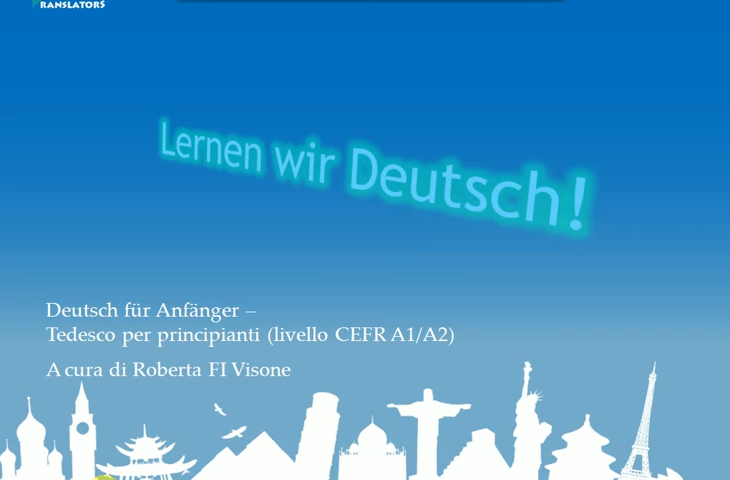 RANSLATORS
Lernen wir Deutsch!
Deutsch für Anfänger –
Tedesco per principianti (livello CEFR A1/A2)
A cura di Roberta FI Visone